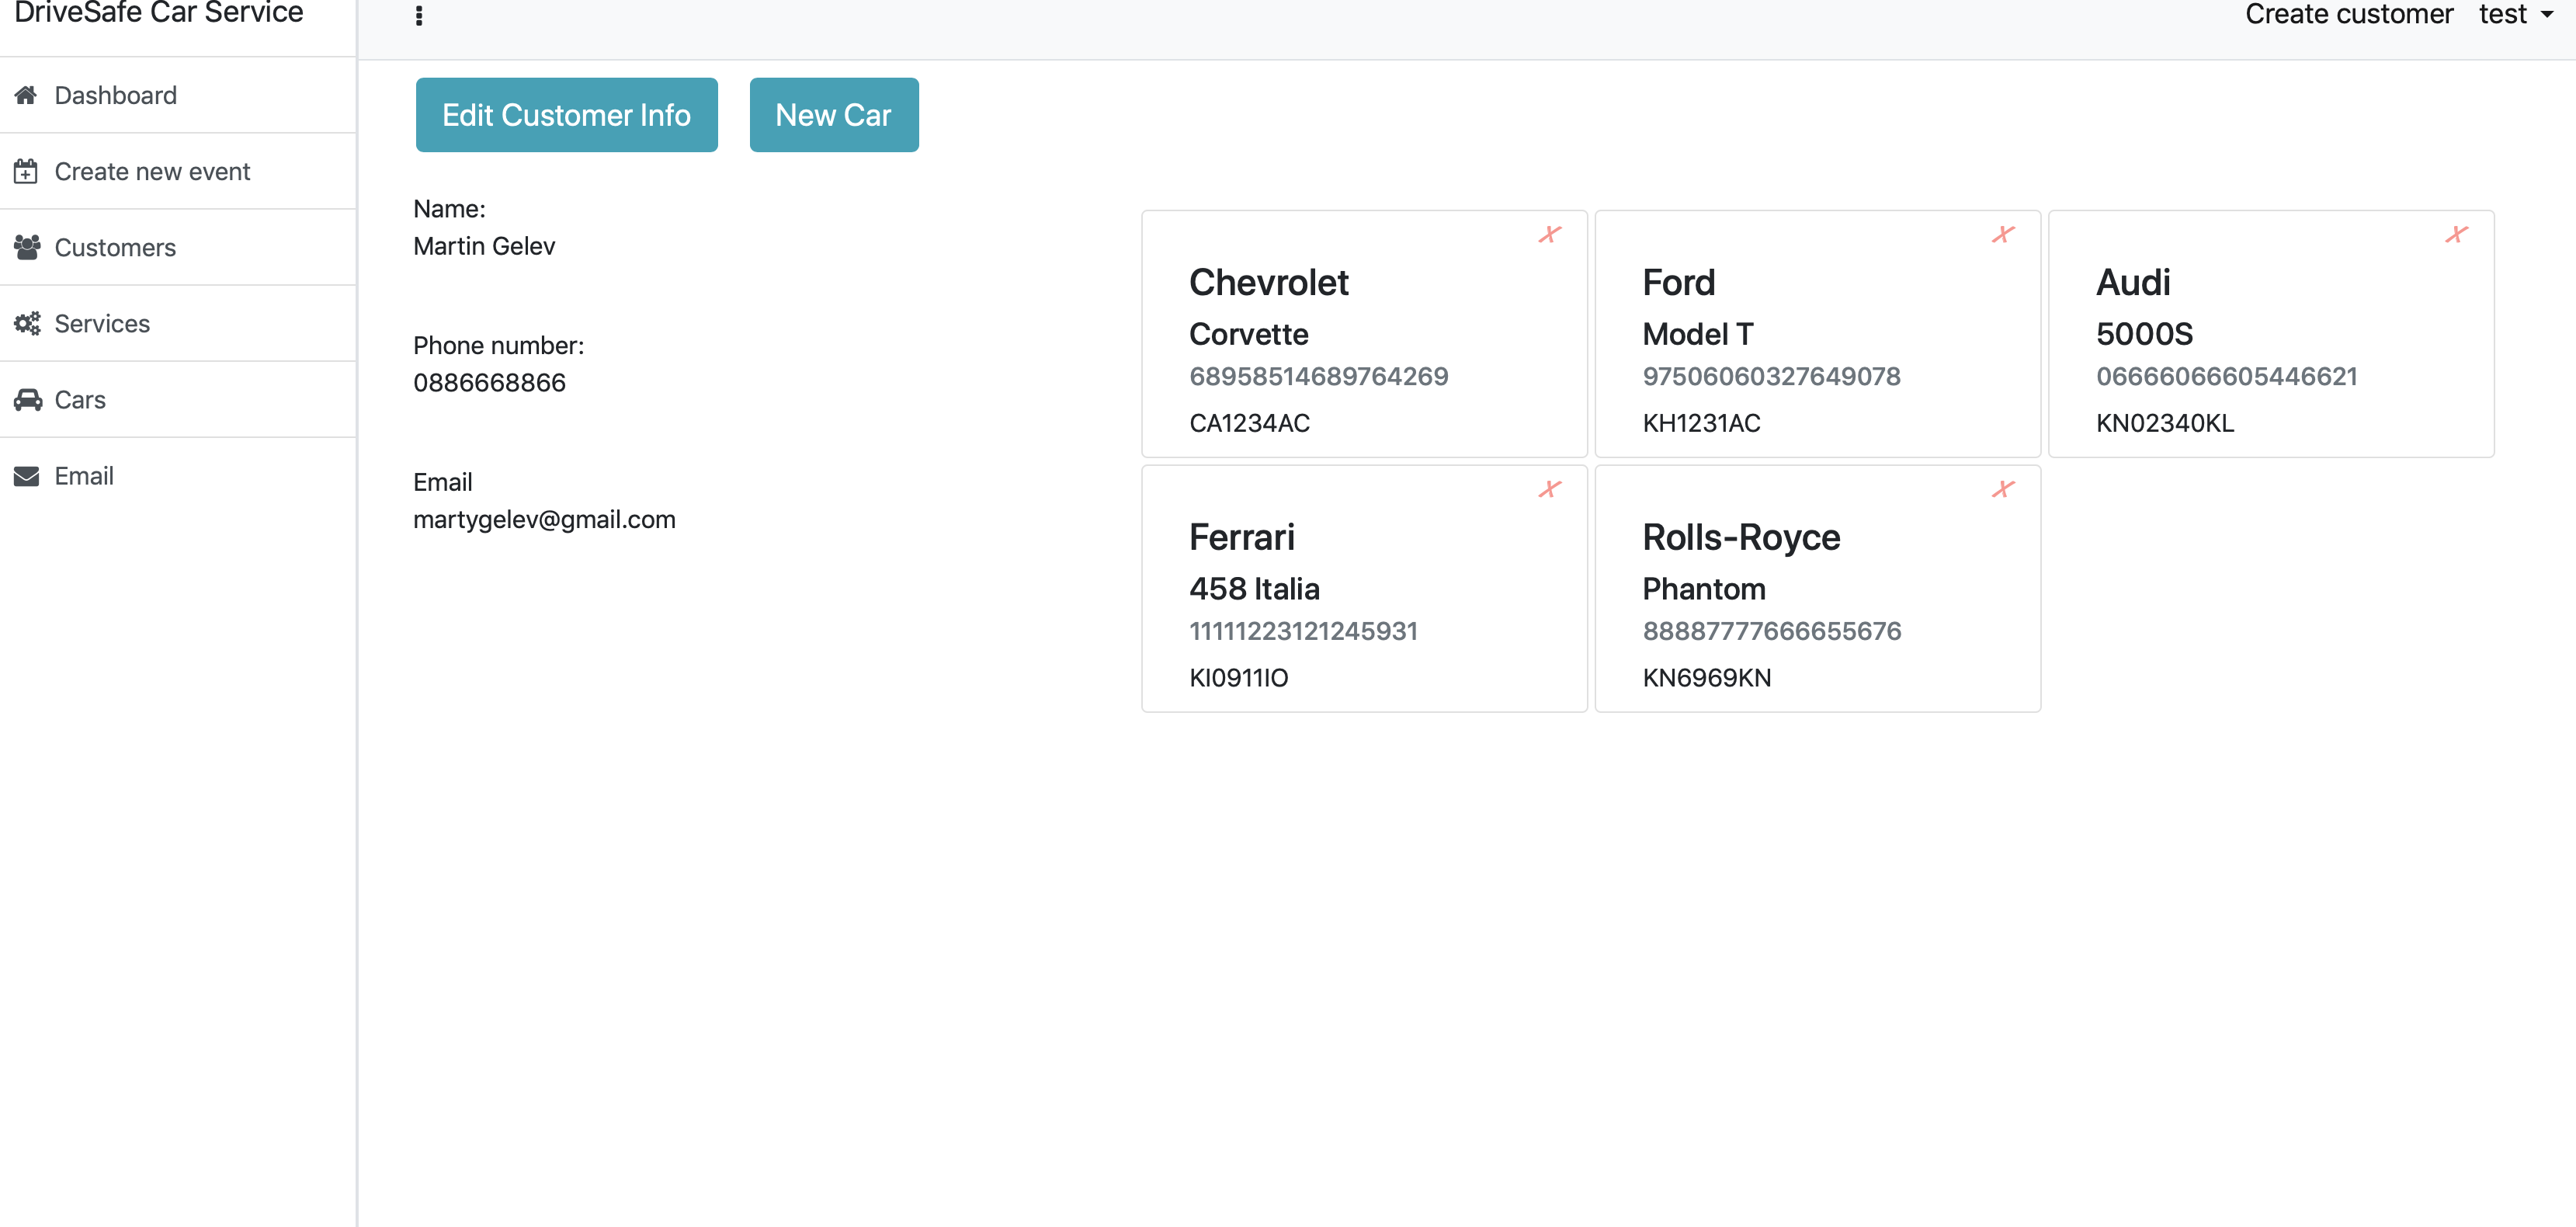 DriveSafe Car Service
Create customer test
Dashboard
Create new event
Customers
Services
Cars
Email
Edit Customer Info
New Car
Name:
Martin Gelev
Phone number:
0886668866
Email
martygelev@gmail.com
X
Chevrolet
Corvette
68958514689764269
CA1234AC
X
Ford
Model T
97506060327649078
KH1231AC
X
Audi
5000S
06666066605446621
KN02340KL
X
Ferrari
458 Italia
11111223121245931
KI0911IO
X
Rolls-Royce
Phantom
88887777666655676
KN6969KN